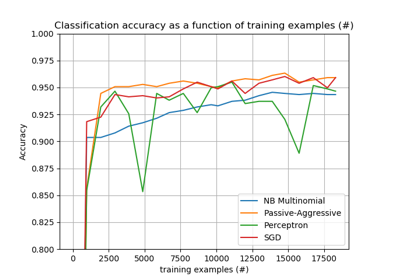 Classification accuracy as a function of training examples (#)
1.000
0.975
0.950
0.925
0.900
0.875
0.850
0.825
0.800
Accuracy
NB Multinomial
Passive-Aggressive
Perceptron
SGD
0 2500 5000 7500 10000 12500 15000 17500
training examples (#)